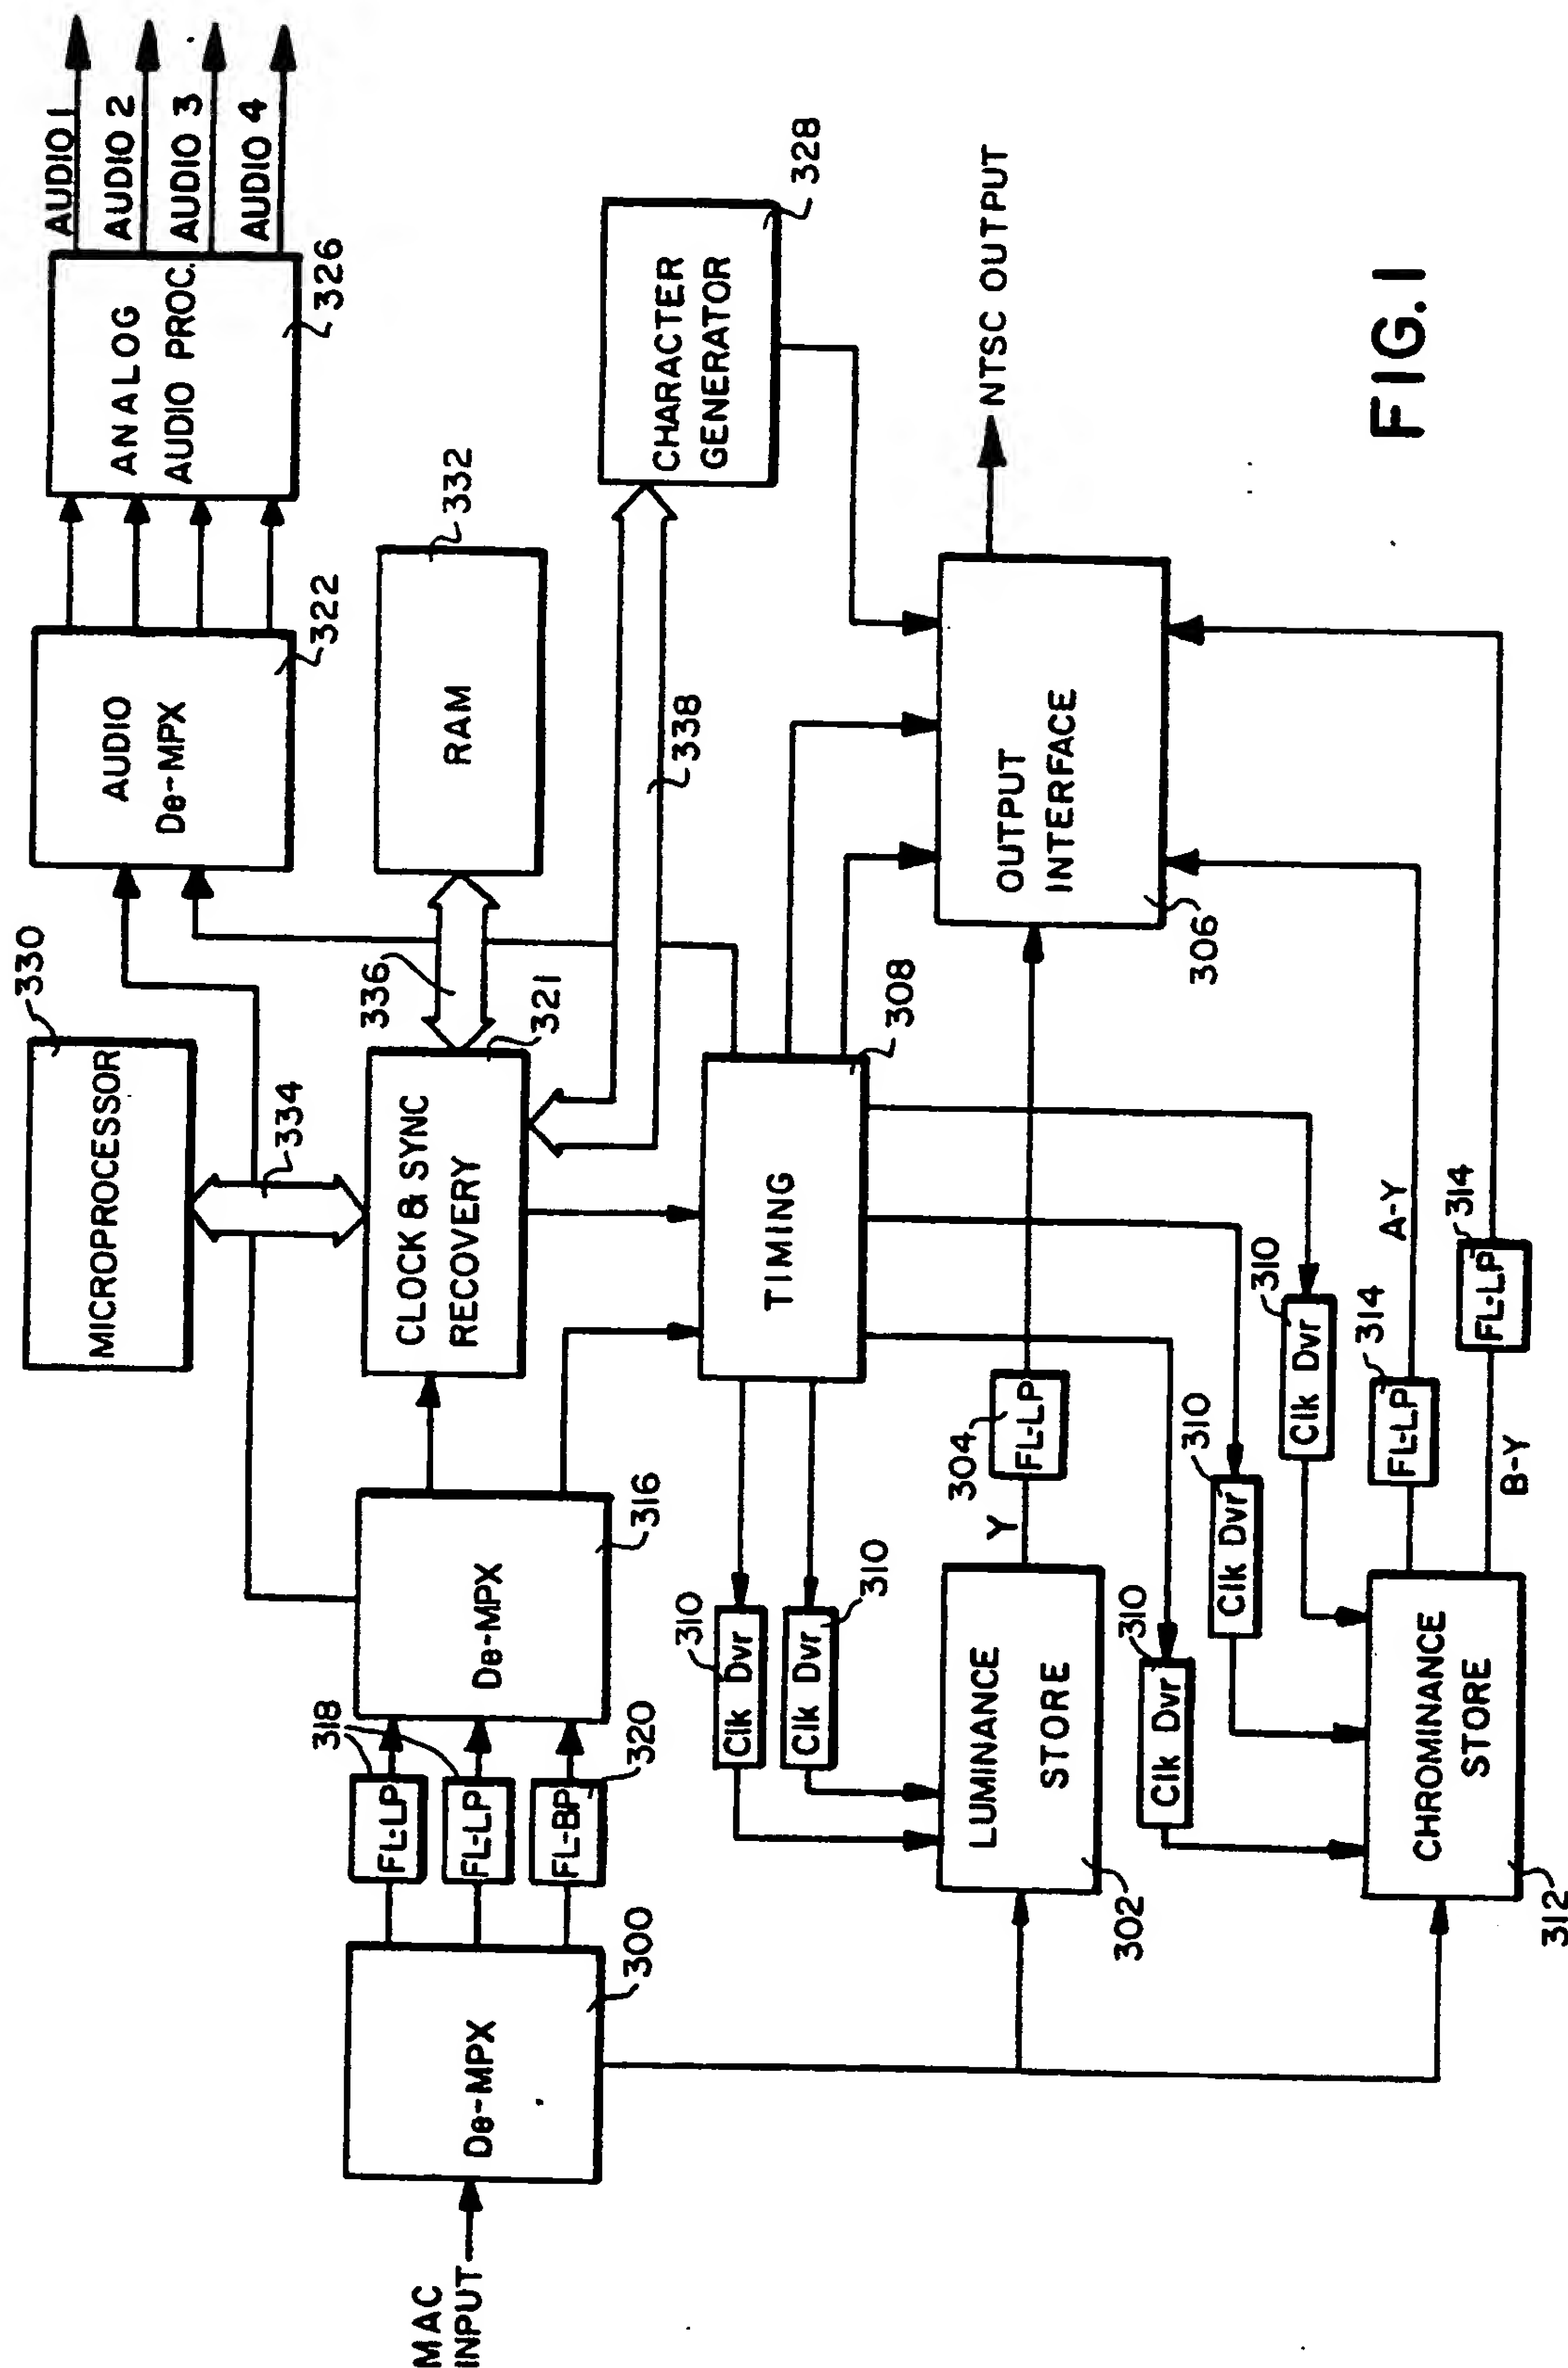 AUDIO 1
AUDIO 2
AUDIO 3
AUDIO 4
ANALOG
AUDIO PROC.
326
AUDIO
De-MPX
322
MICROPROCESSOR
330
334
RAM
332
336
CLOCK & SYNC
RECOVERY
321
CHARACTER
GENERATOR
328
338
MAC
INPUT
De-MPX
300
FL-LP
FL-LP
318
FL-BP
320
De-MPX
316
TIMING
308
Clk Dvr
310
Clk Dvr
310
LUMINANCE
STORE
302
Y
FL-LP
304
OUTPUT
INTERFACE
306
NTSC OUTPUT
Clk Dvr
310
Clk Dvr
310
Clk Dvr
310
CHROMINANCE
STORE
312
FL-LP
314
A-Y
B-Y
FL-LP
314
FIG. 1